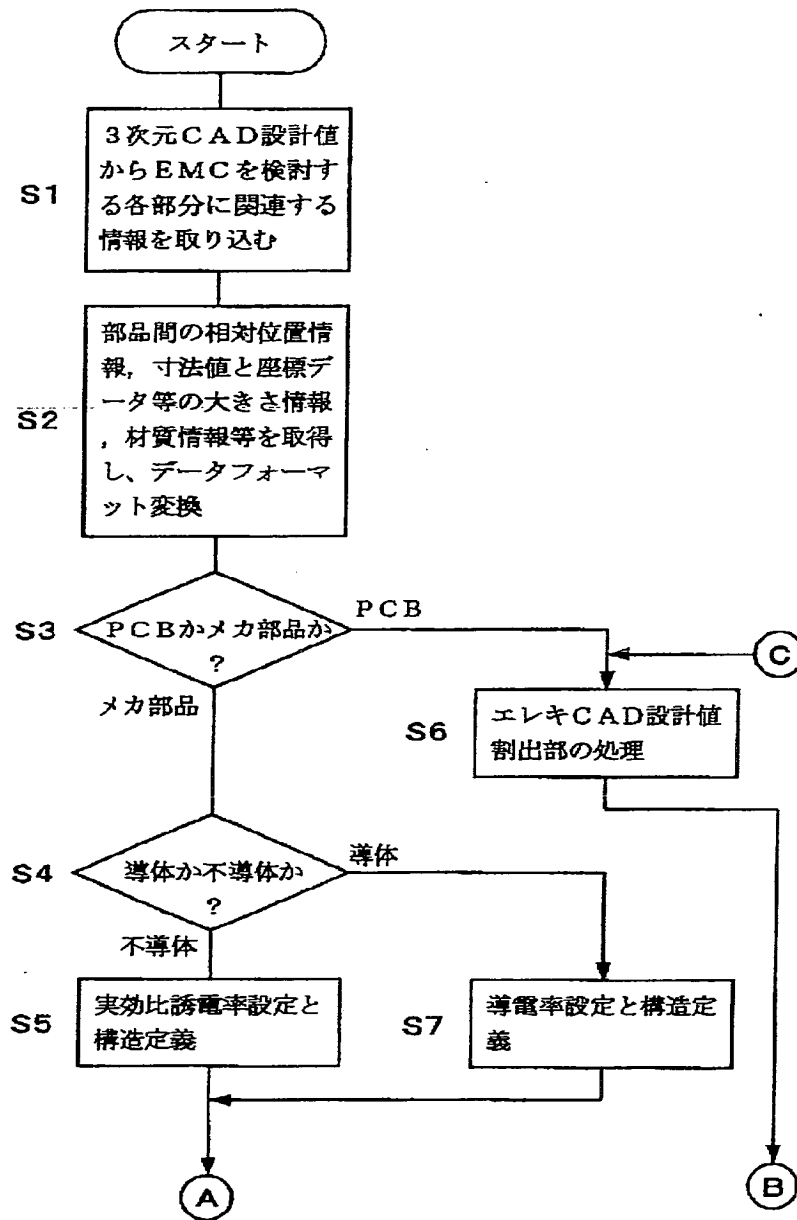 スタート
S1
3次元CAD設計値
からEMCを検討す
る各部分に関連する
情報を取り込む
S2
部品間の相対位置情
報，寸法値と座標デ
ータ等の大きさ情報
，材質情報等を取得
し、データフォーマ
ット変換
S3
PCBかメカ部品か
？
PCB
メカ部品
C
S6
エレキCAD設計値
割出部の処理
S4
導体か不導体か
？
導体
不導体
S5
実効比誘電率設定と
構造定義
S7
導電率設定と構造定
義
A
B